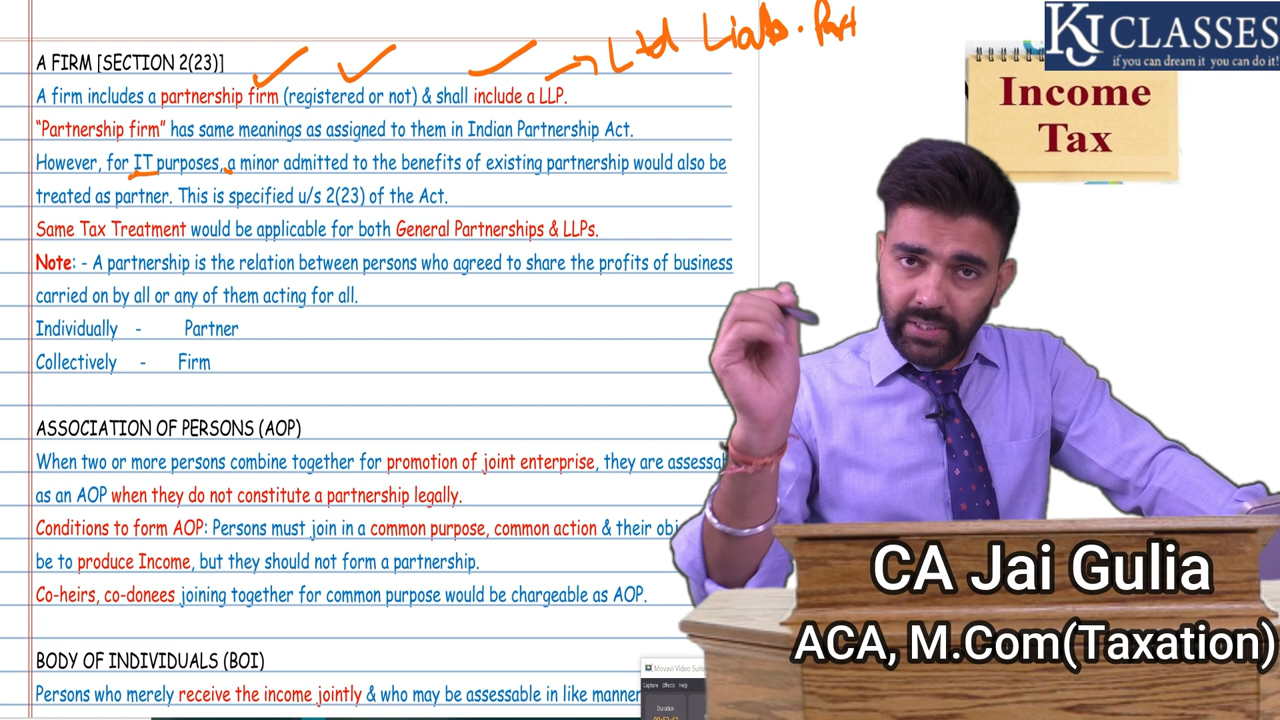 Ltd Liab. Part
KJ CLASSES
if you can dream it you can do it!
Income
Tax
A FIRM [SECTION 2(23)]
A firm includes a partnership firm (registered or not) & shall include a LLP.
"Partnership firm" has same meanings as assigned to them in Indian Partnership Act.
However, for IT purposes, a minor admitted to the benefits of existing partnership would also be
treated as partner. This is specified u/s 2(23) of the Act.
Same Tax Treatment would be applicable for both General Partnerships & LLPs.
Note: - A partnership is the relation between persons who agreed to share the profits of business
carried on by all or any of them acting for all.
Individually - Partner
Collectively - Firm
ASSOCIATION OF PERSONS (AOP)
When two or more persons combine together for promotion of joint enterprise, they are
as an AOP when they do not constitute a partnership legally.
Conditions to form AOP: Persons must join in a common purpose, common action & their
be to produce Income, but they should not form a partnership.
Co-heirs, co-donees joining together for common purpose would be chargeable as AOP.
BODY OF INDIVIDUALS (BOI)
Persons who merely receive the income jointly & who may be assessable in like manner
CA Jai Gulia
ACA, M.Com(Taxation)
Movavi Video
Capture Effects Help
Duration